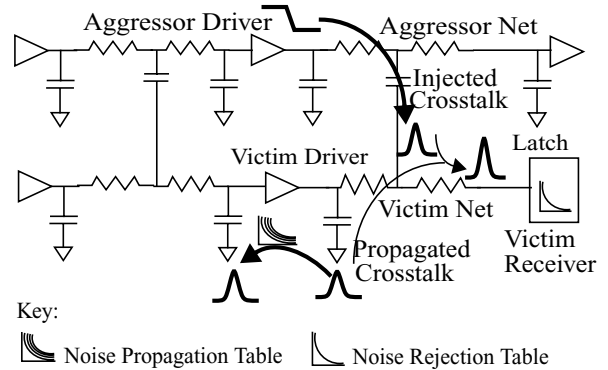 Aggressor Driver
Aggressor Net
Injected
Crosstalk
Victim Driver
Latch
Victim Net
Victim
Receiver
Propagated
Crosstalk
Key:
Noise Propagation Table
Noise Rejection Table